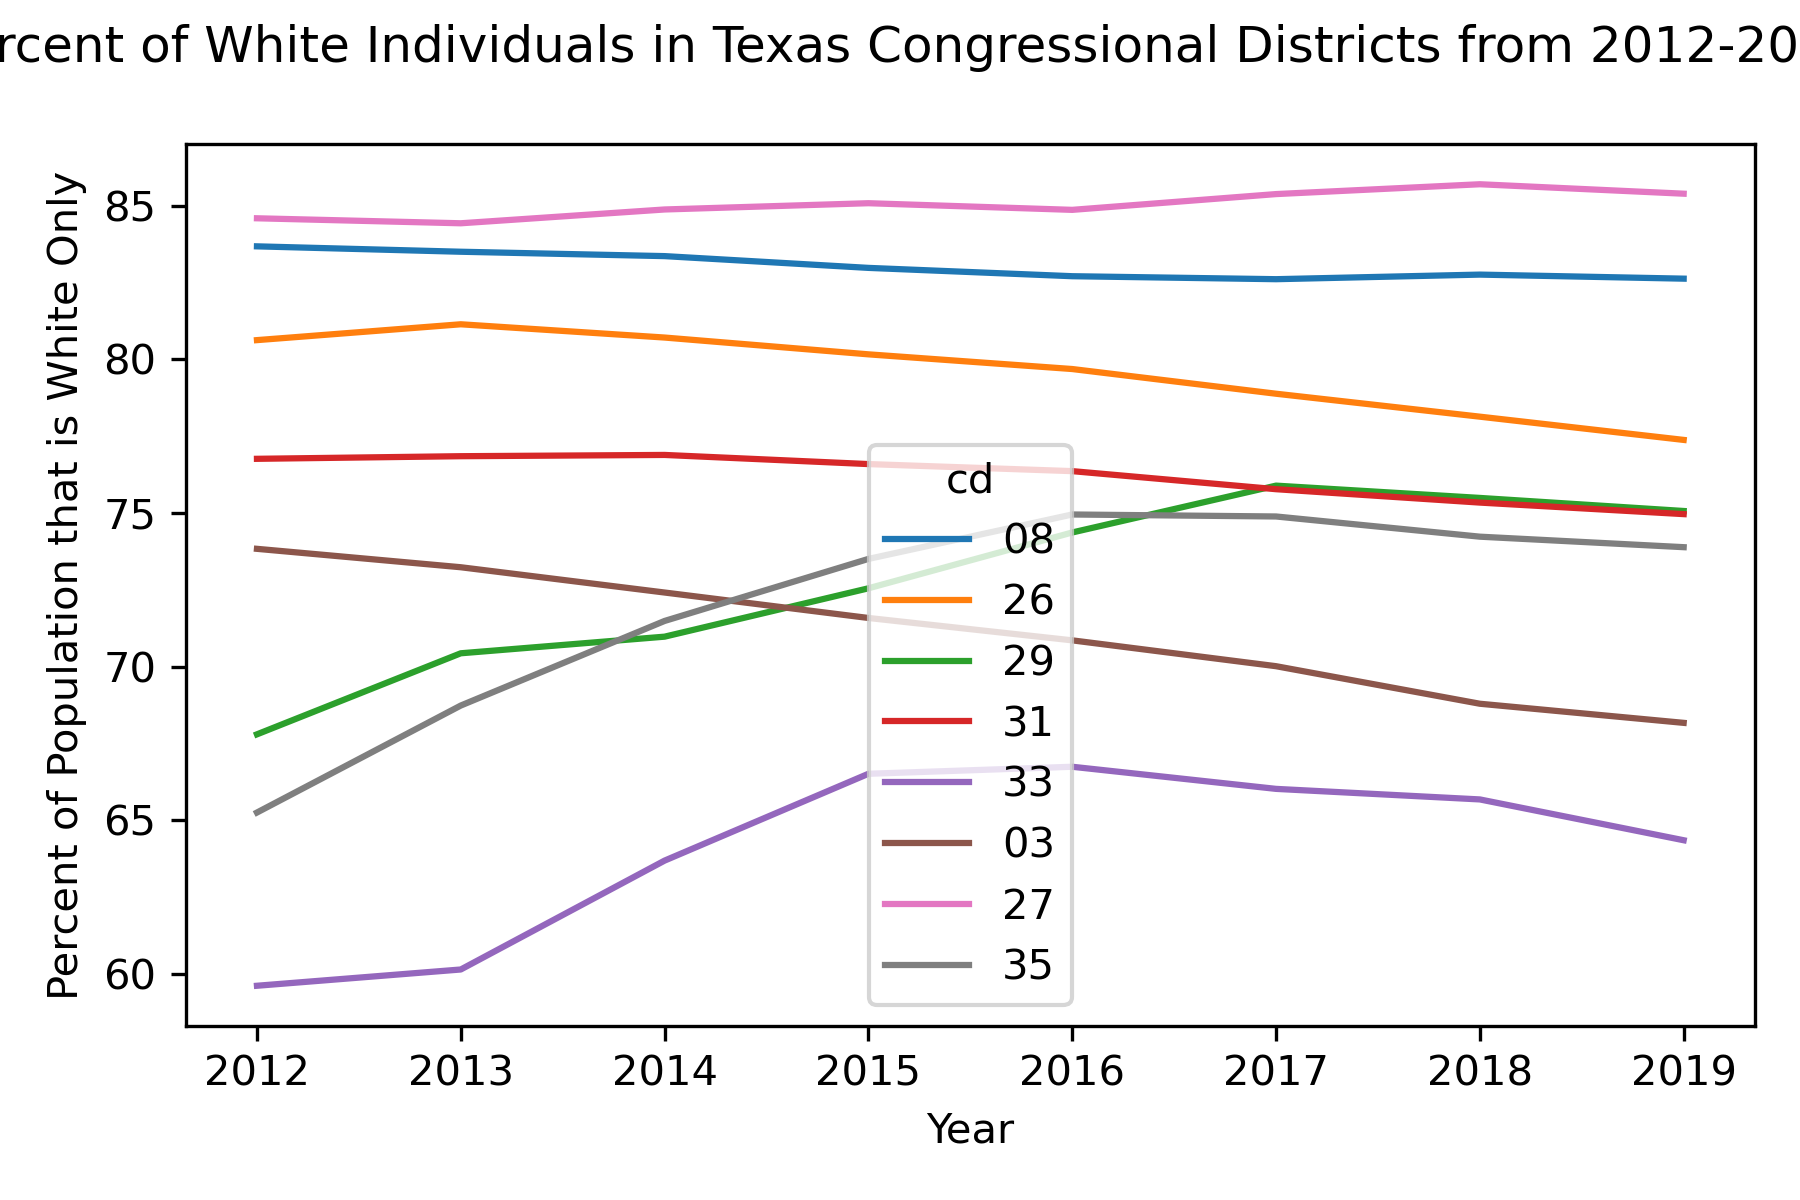 rcent of White Individuals in Texas Congressional Districts from 2012-20
Percent of Population that is White Only
85
80
75
70
65
60
cd
08
26
29
31
33
03
27
35
2012 2013 2014 2015 2016 2017 2018 2019
Year